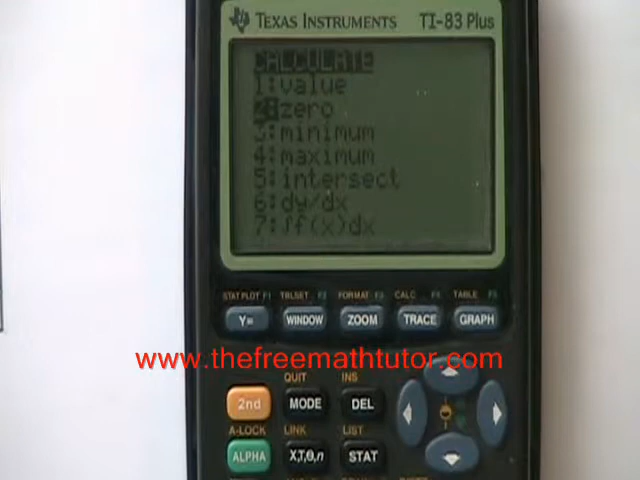 TEXAS INSTRUMENTS TI-83 Plus
CALCULATE
1:value
2:zero
3:minimum
4:maximum
5:intersect
6:dy/dx
7:∫f(x)dx
STAT PLOT F1 TBLSET F2 FORMAT F3 CALC F4 TABLE F5
Y= WINDOW ZOOM TRACE GRAPH
www.thefreemathtutor.com
QUIT INS
2nd MODE DEL
A-LOCK LINK LIST
ALPHA X,T,Θ,n STAT